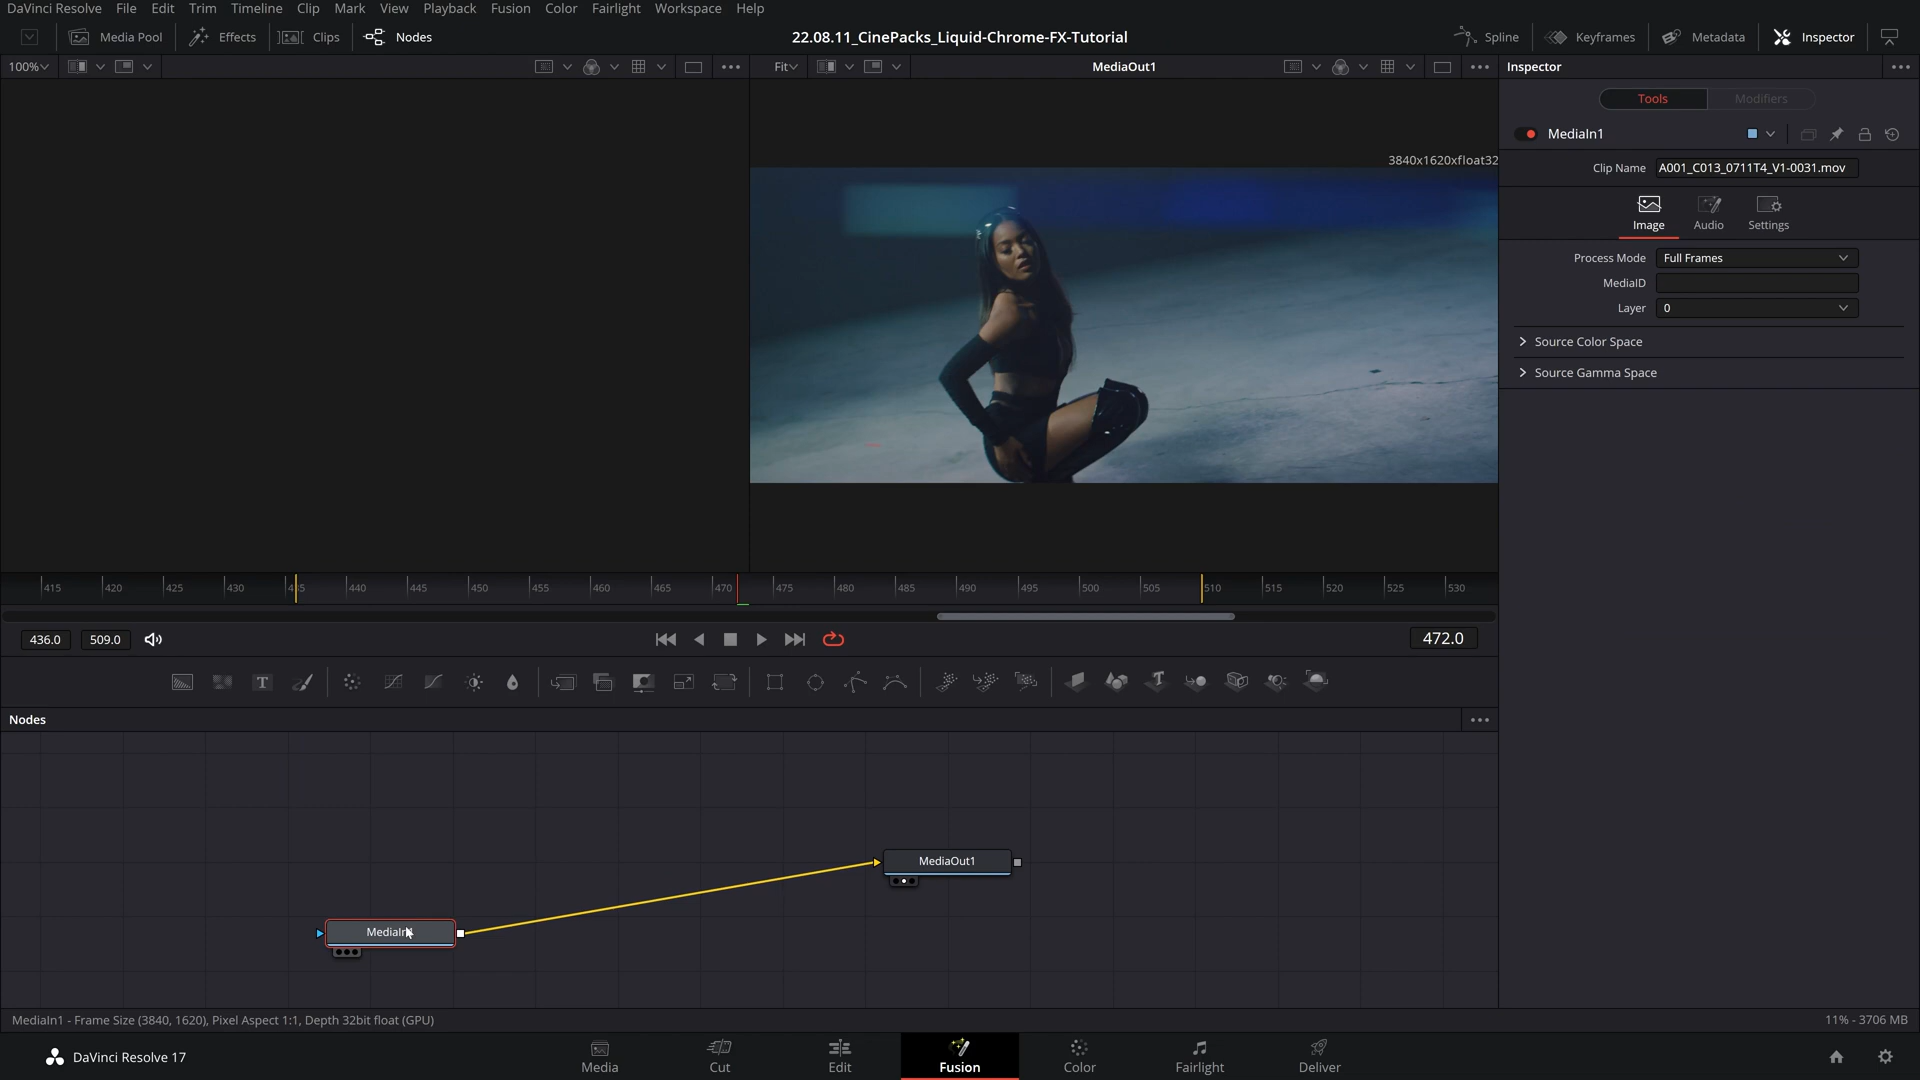 DaVinci Resolve File Edit Trim Timeline Clip Mark View Playback Fusion Color Fairlight Workspace Help
Media Pool Effects Clips Nodes 22.08.11_CinePacks_Liquid-Chrome-FX-Tutorial Spline Keyframes Metadata Inspector
100% Fit MediaOut1 Inspector
Tools Modifiers
MediaIn1
3840x1620xfloat32
Clip Name A001_C013_0711T4_V1-0031.mov
Image Audio Settings
Process Mode Full Frames
MediaID
Layer 0
Source Color Space
Source Gamma Space
415 420 425 430 440 445 450 455 460 465 470 475 480 485 490 495 500 505 510 515 520 525 530
436.0 509.0 472.0
T T
Nodes
MediaOut1
MediaIn1
MediaIn1 - Frame Size (3840, 1620), Pixel Aspect 1:1, Depth 32bit float (GPU) 11% - 3706 MB
DaVinci Resolve 17 Media Cut Edit Fusion Color Fairlight Deliver